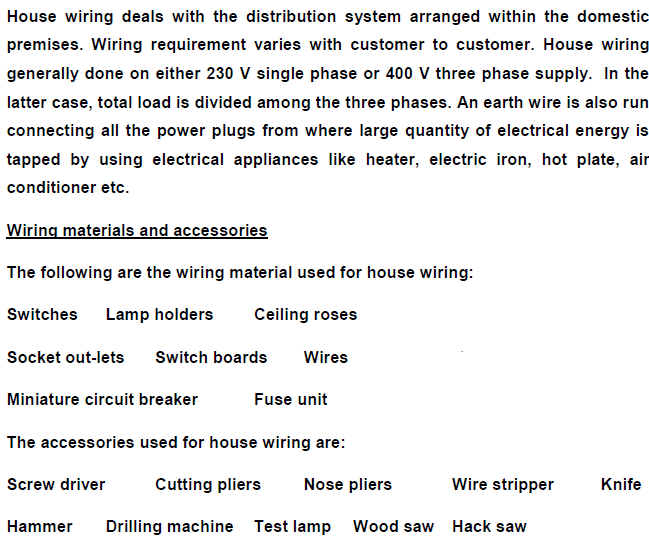 House wiring deals with the distribution system arranged within the domestic
premises. Wiring requirement varies with customer to customer. House wiring
generally done on either 230 V single phase or 400 V three phase supply. In the
latter case, total load is divided among the three phases. An earth wire is also run
connecting all the power plugs from where large quantity of electrical energy is
tapped by using electrical appliances like heater, electric iron, hot plate, air
conditioner etc.
Wiring materials and accessories
The following are the wiring material used for house wiring:
Switches Lamp holders Ceiling roses
Socket out-lets Switch boards Wires
Miniature circuit breaker Fuse unit
The accessories used for house wiring are:
Screw driver Cutting pliers Nose pliers Wire stripper Knife
Hammer Drilling machine Test lamp Wood saw Hack saw